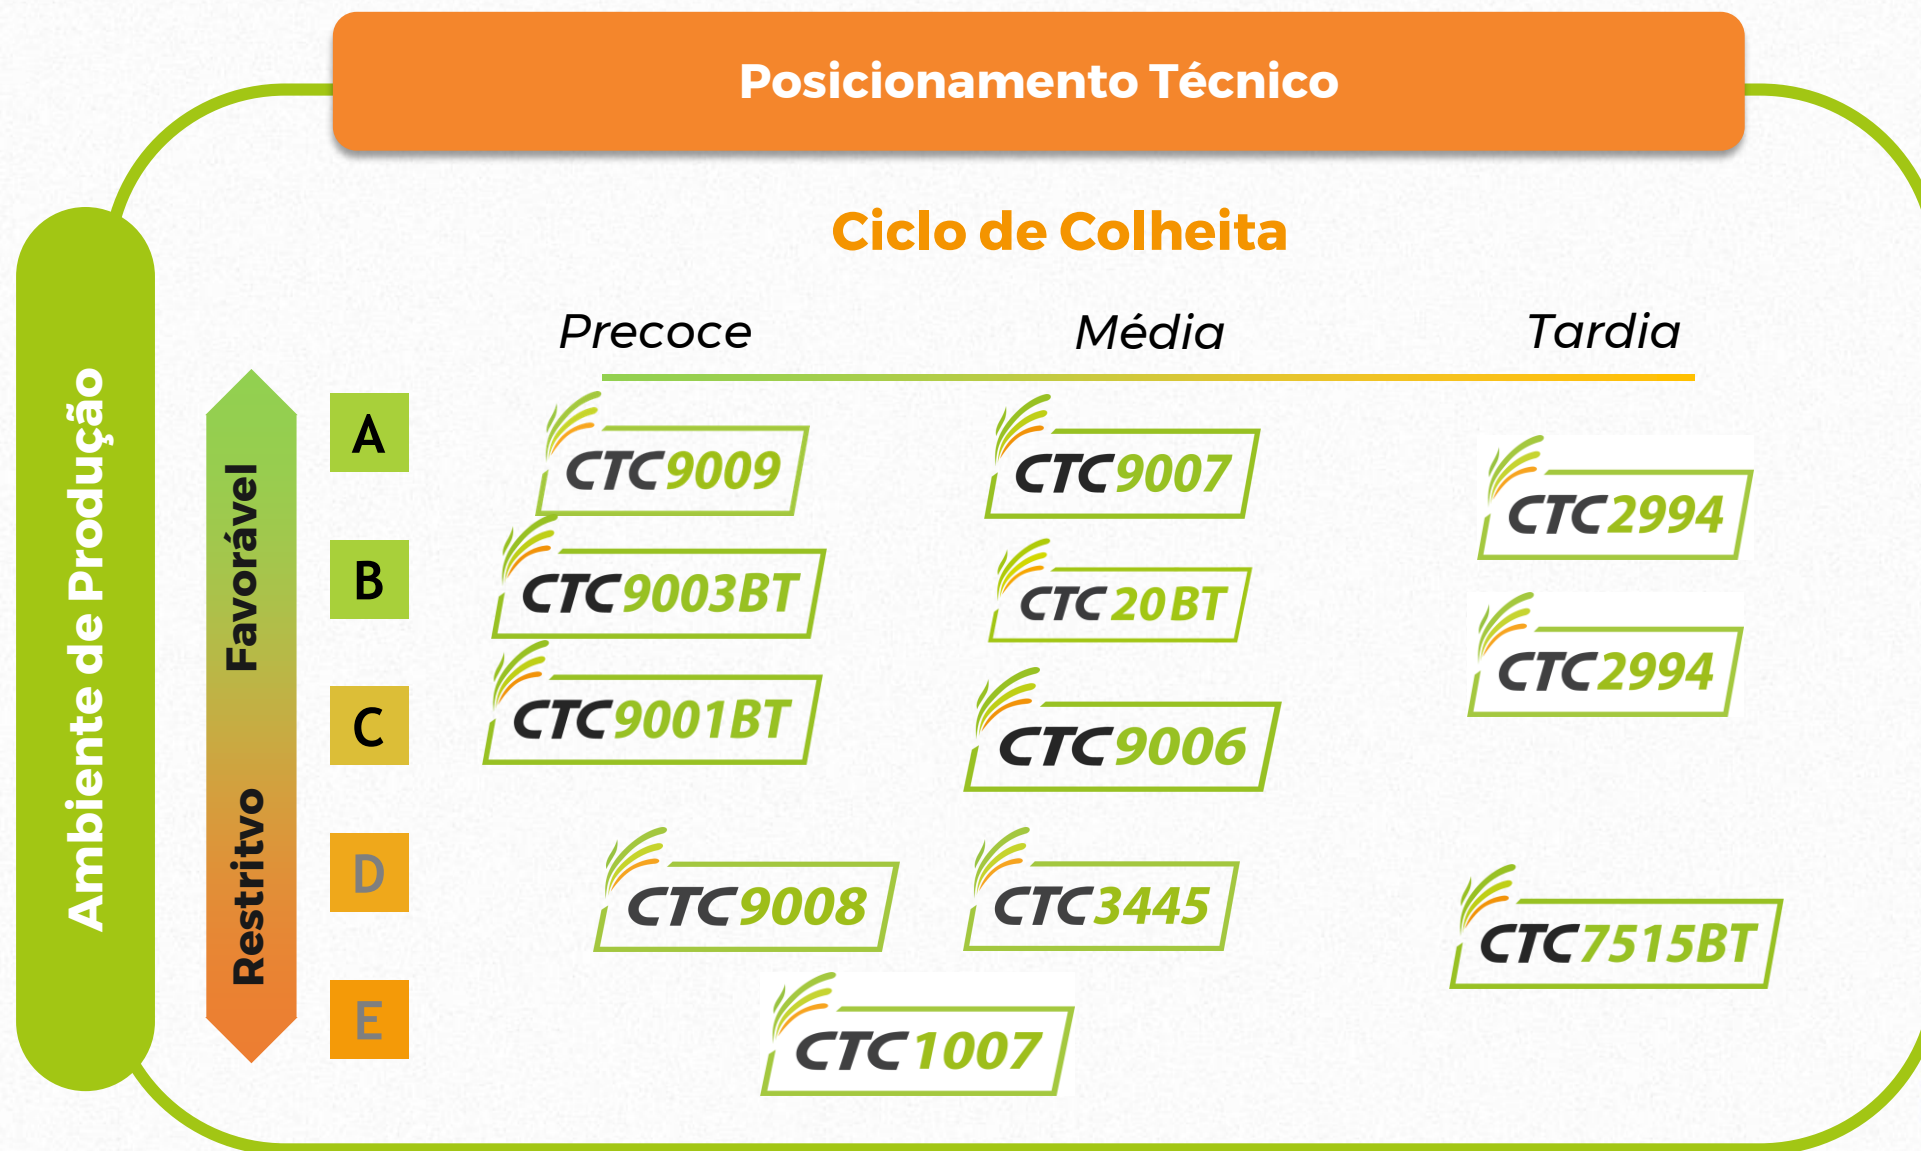 Posicionamento Técnico
Ciclo de Colheita
Precoce
Média
Tardia
Ambiente de Produção
Favorável
Restritvo
A
CTC9009
CTC9007
CTC2994
B
CTC9003BT
CTC20BT
CTC2994
C
CTC9001BT
CTC9006
D
CTC9008
CTC3445
CTC7515BT
E
CTC1007